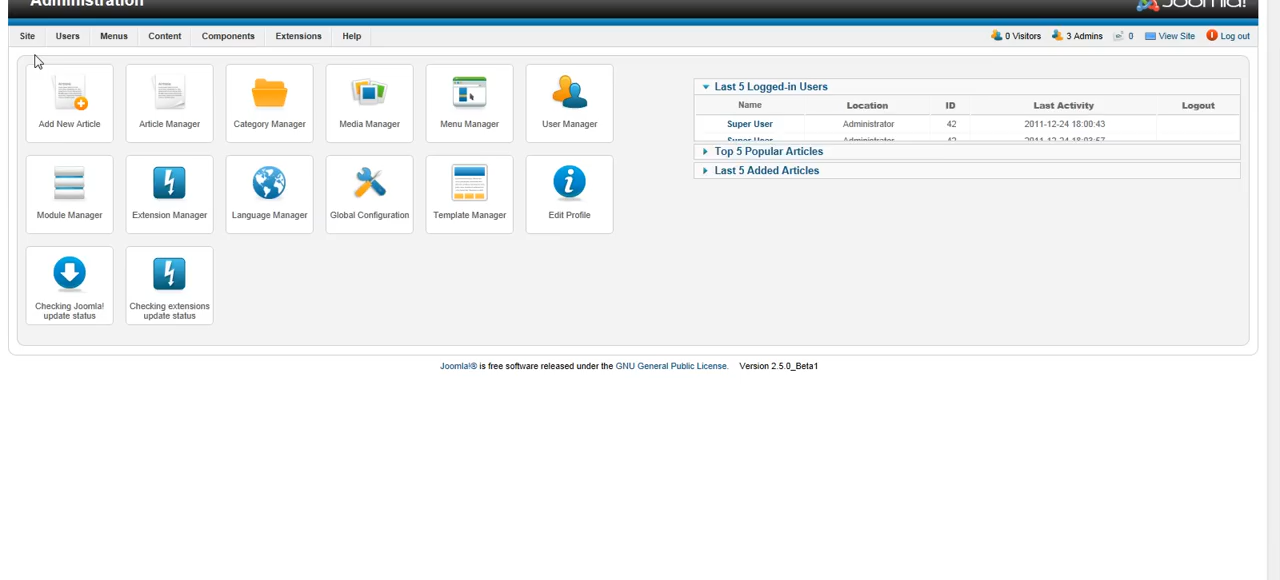 Administration
Joomla!
Site Users Menus Content Components Extensions Help
0 Visitors 3 Admins 0 View Site Log out
Add New Article Article Manager Category Manager Media Manager Menu Manager User Manager
Module Manager Extension Manager Language Manager Global Configuration Template Manager Edit Profile
Checking Joomla!
update status
Checking extensions
update status
Last 5 Logged-in Users
Name Location ID Last Activity Logout
Super User Administrator 42 2011-12-24 18:00:43
Super User Administrator 42 2011-12-24 18:03:57
Top 5 Popular Articles
Last 5 Added Articles
Joomla!® is free software released under the GNU General Public License. Version 2.5.0_Beta1